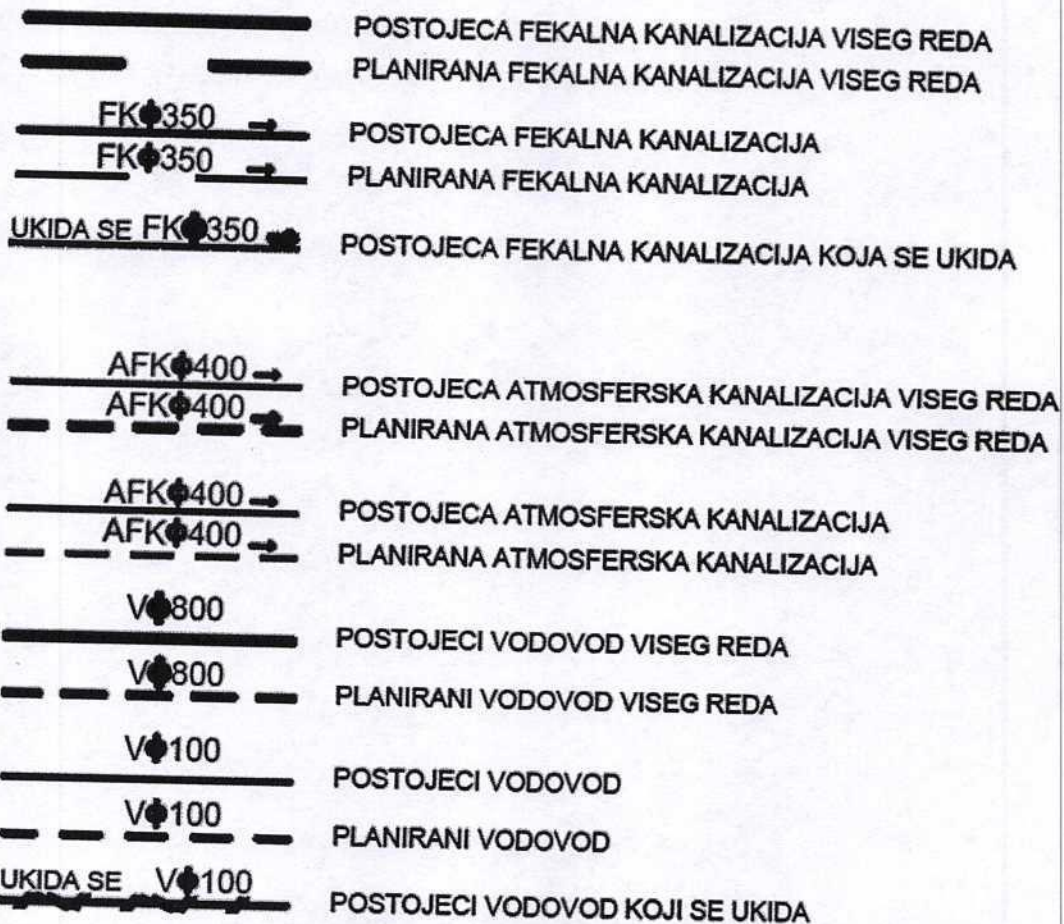 POSTOJECA FEKALNA KANALIZACIJA VISEG REDA
PLANIRANA FEKALNA KANALIZACIJA VISEG REDA
FKΦ350 → POSTOJECA FEKALNA KANALIZACIJA
FKΦ350 → PLANIRANA FEKALNA KANALIZACIJA
UKIDA SE FKΦ350 POSTOJECA FEKALNA KANALIZACIJA KOJA SE UKIDA
AFKΦ400 → POSTOJECA ATMOSFERSKA KANALIZACIJA VISEG REDA
AFKΦ400 → PLANIRANA ATMOSFERSKA KANALIZACIJA VISEG REDA
AFKΦ400 → POSTOJECA ATMOSFERSKA KANALIZACIJA
AFKΦ400 → PLANIRANA ATMOSFERSKA KANALIZACIJA
VΦ800 POSTOJECI VODOVOD VISEG REDA
VΦ800 PLANIRANI VODOVOD VISEG REDA
VΦ100 POSTOJECI VODOVOD
VΦ100 PLANIRANI VODOVOD
UKIDA SE VΦ100 POSTOJECI VODOVOD KOJI SE UKIDA